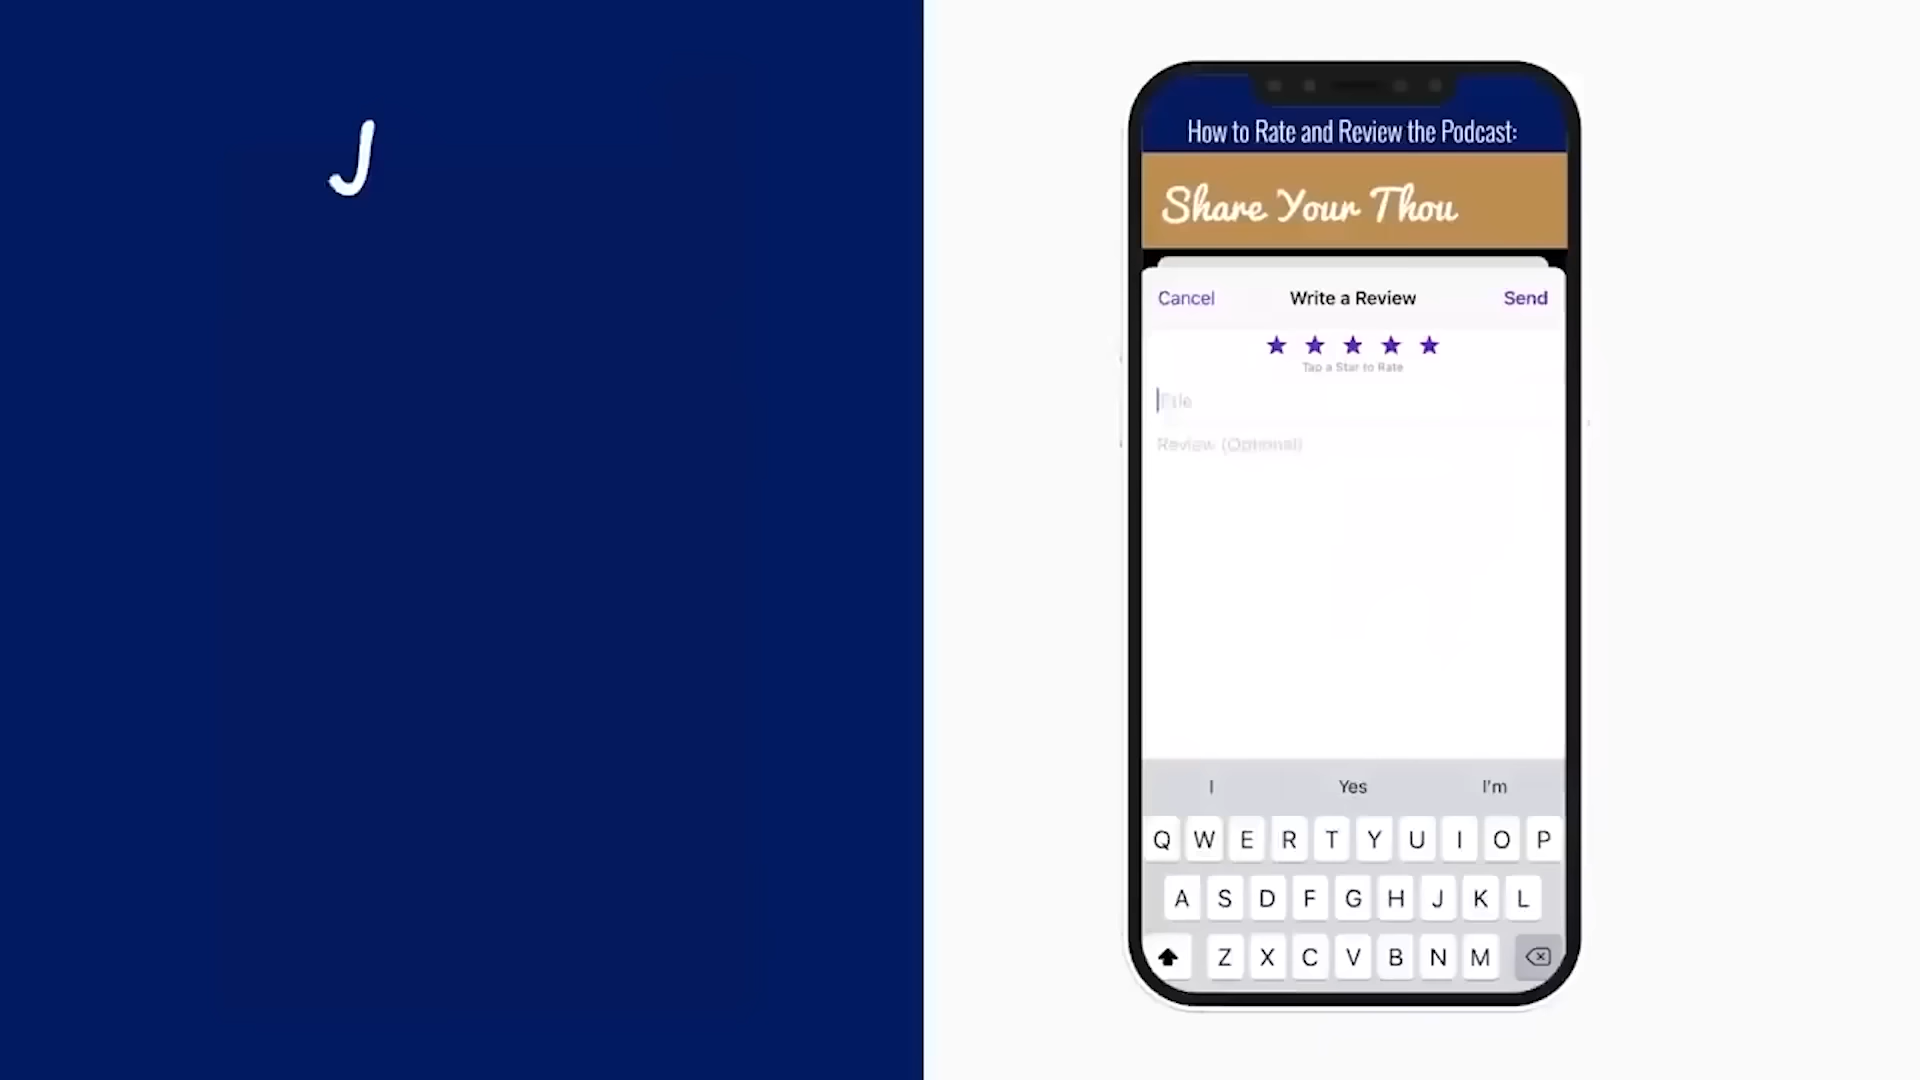 J
How to Rate and Review the Podcast:
Share Your Thou
Cancel Write a Review Send
Tap a Star to Rate
Title
Review (Optional)
I Yes I'm
Q W E R T Y U I O P
A S D F G H J K L
Z X C V B N M